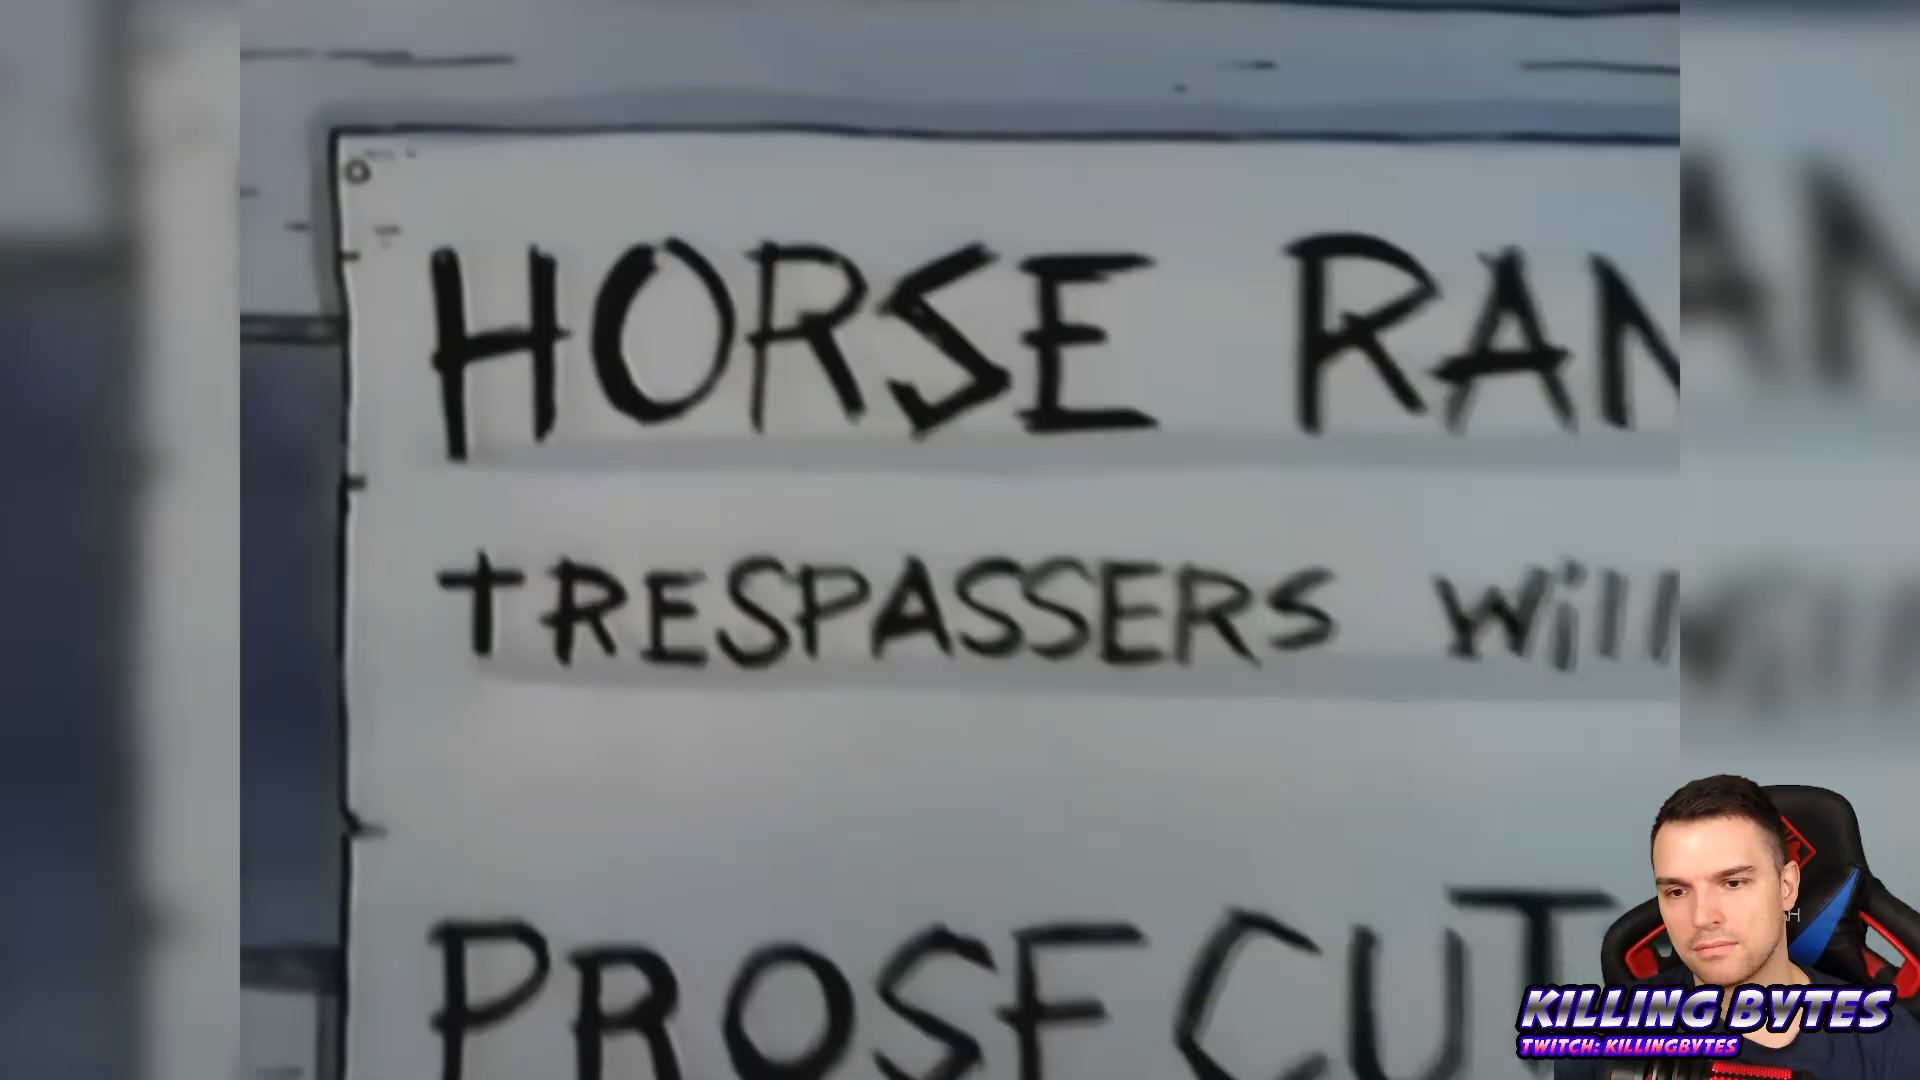 HORSE RAN
tRESPASSERS Will
PROSECUT
KILLING BYTES
TWITCH: KILLINGBYTES